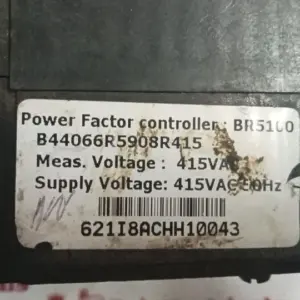 Power Factor controller : BR5100
B44066R5908R415
Meas. Voltage : 415VAC
Supply Voltage: 415VAC
621I8ACHH10043